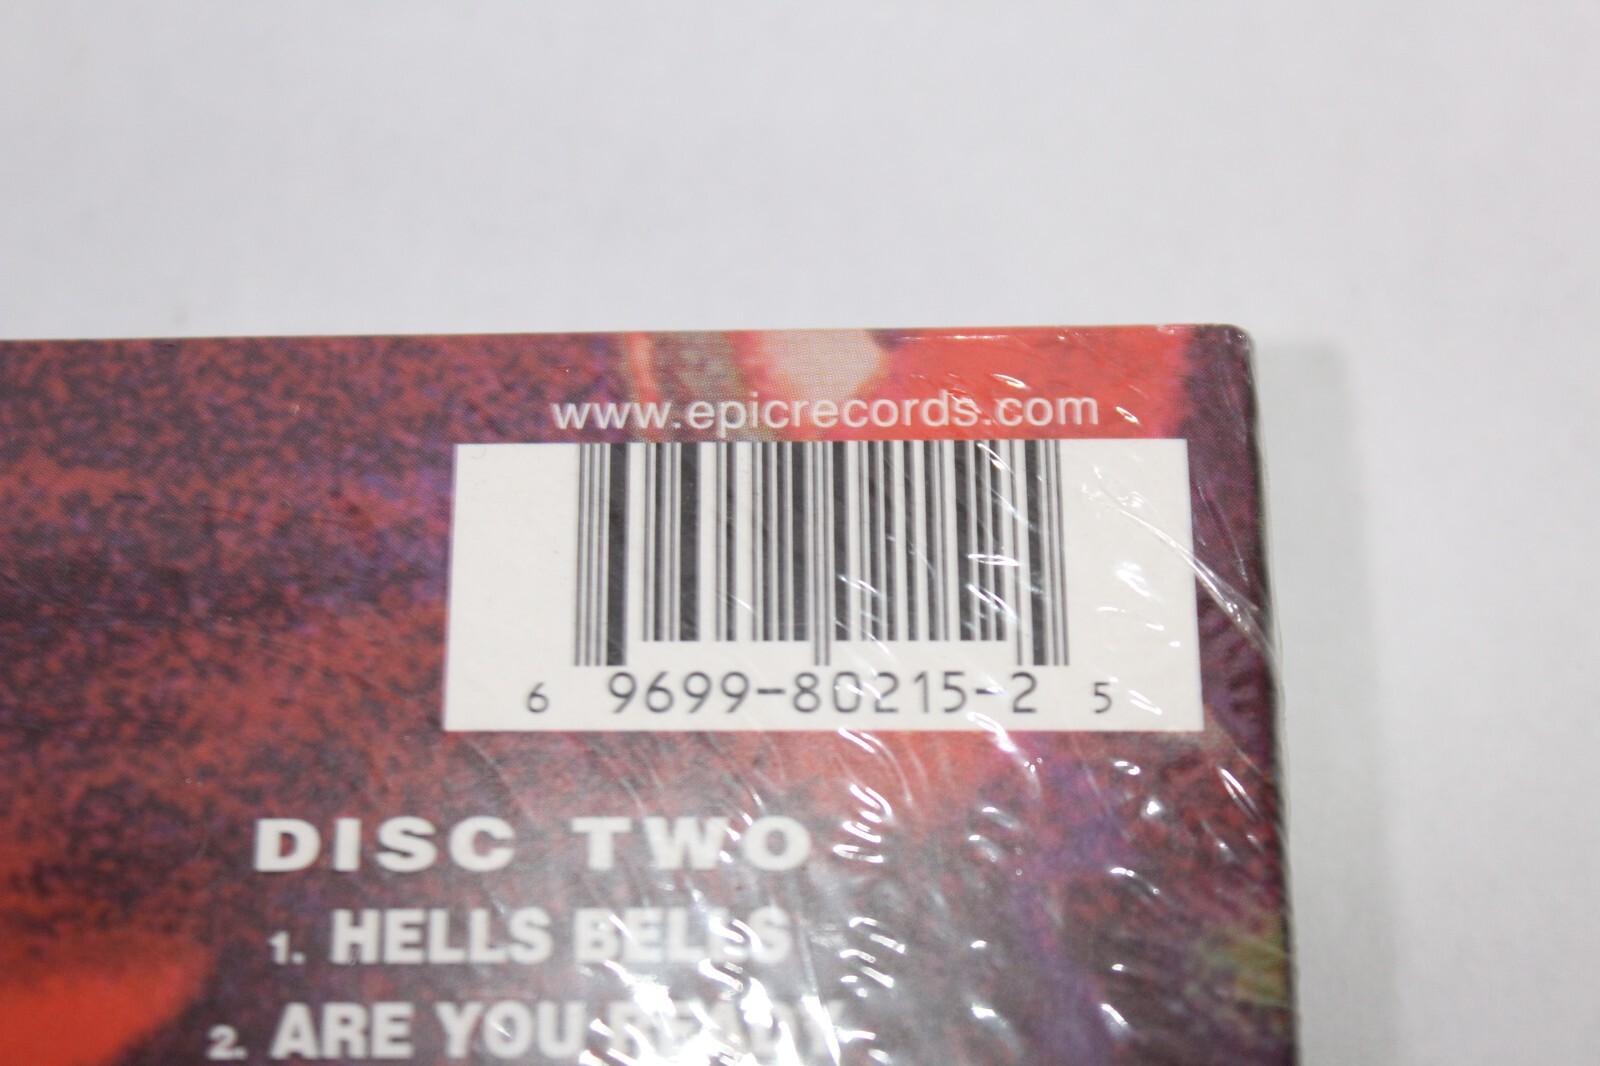 www.epicrecords.com
6 9699-80215-2 5
DISC TWO
1. HELLS BELLS
2. ARE YOU READY